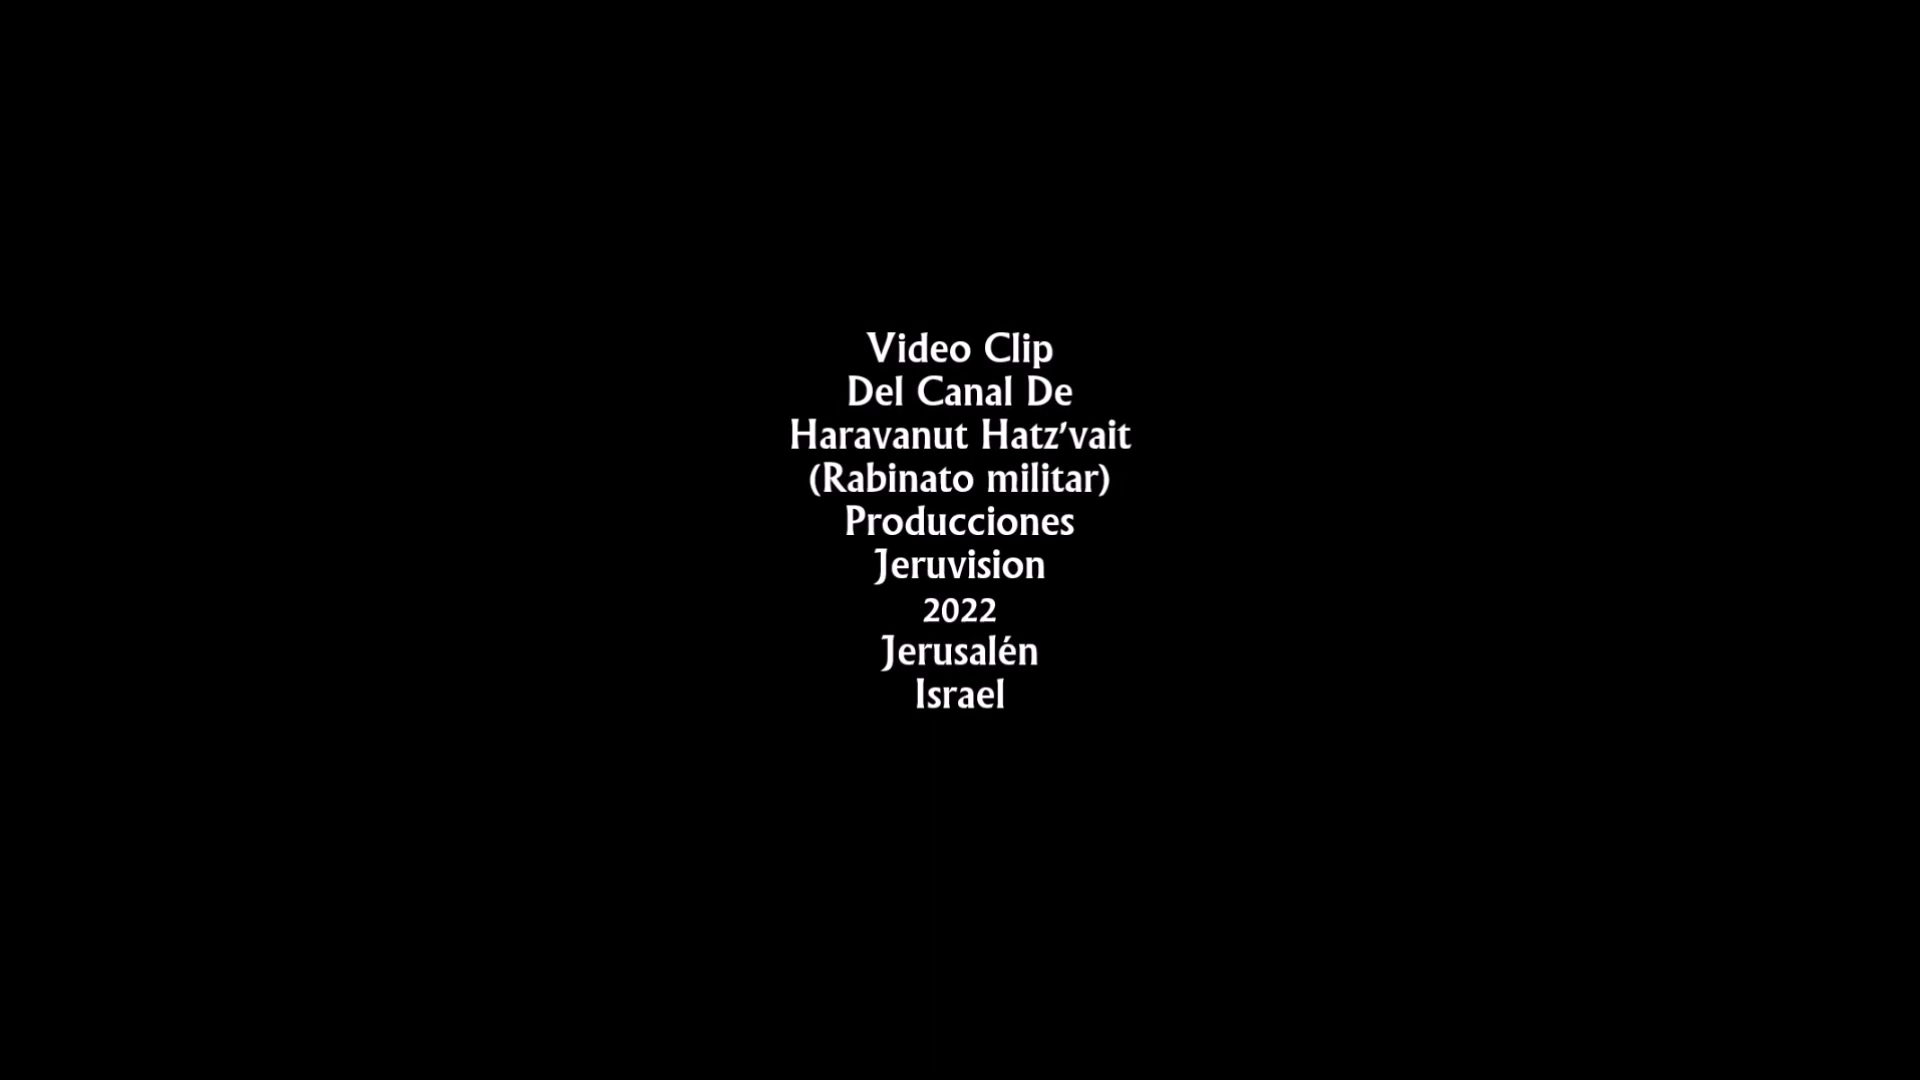 Video Clip
Del Canal De
Haravanut Hatz'vait
(Rabinato militar)
Producciones
Jeruvision
2022
Jerusalén
Israel